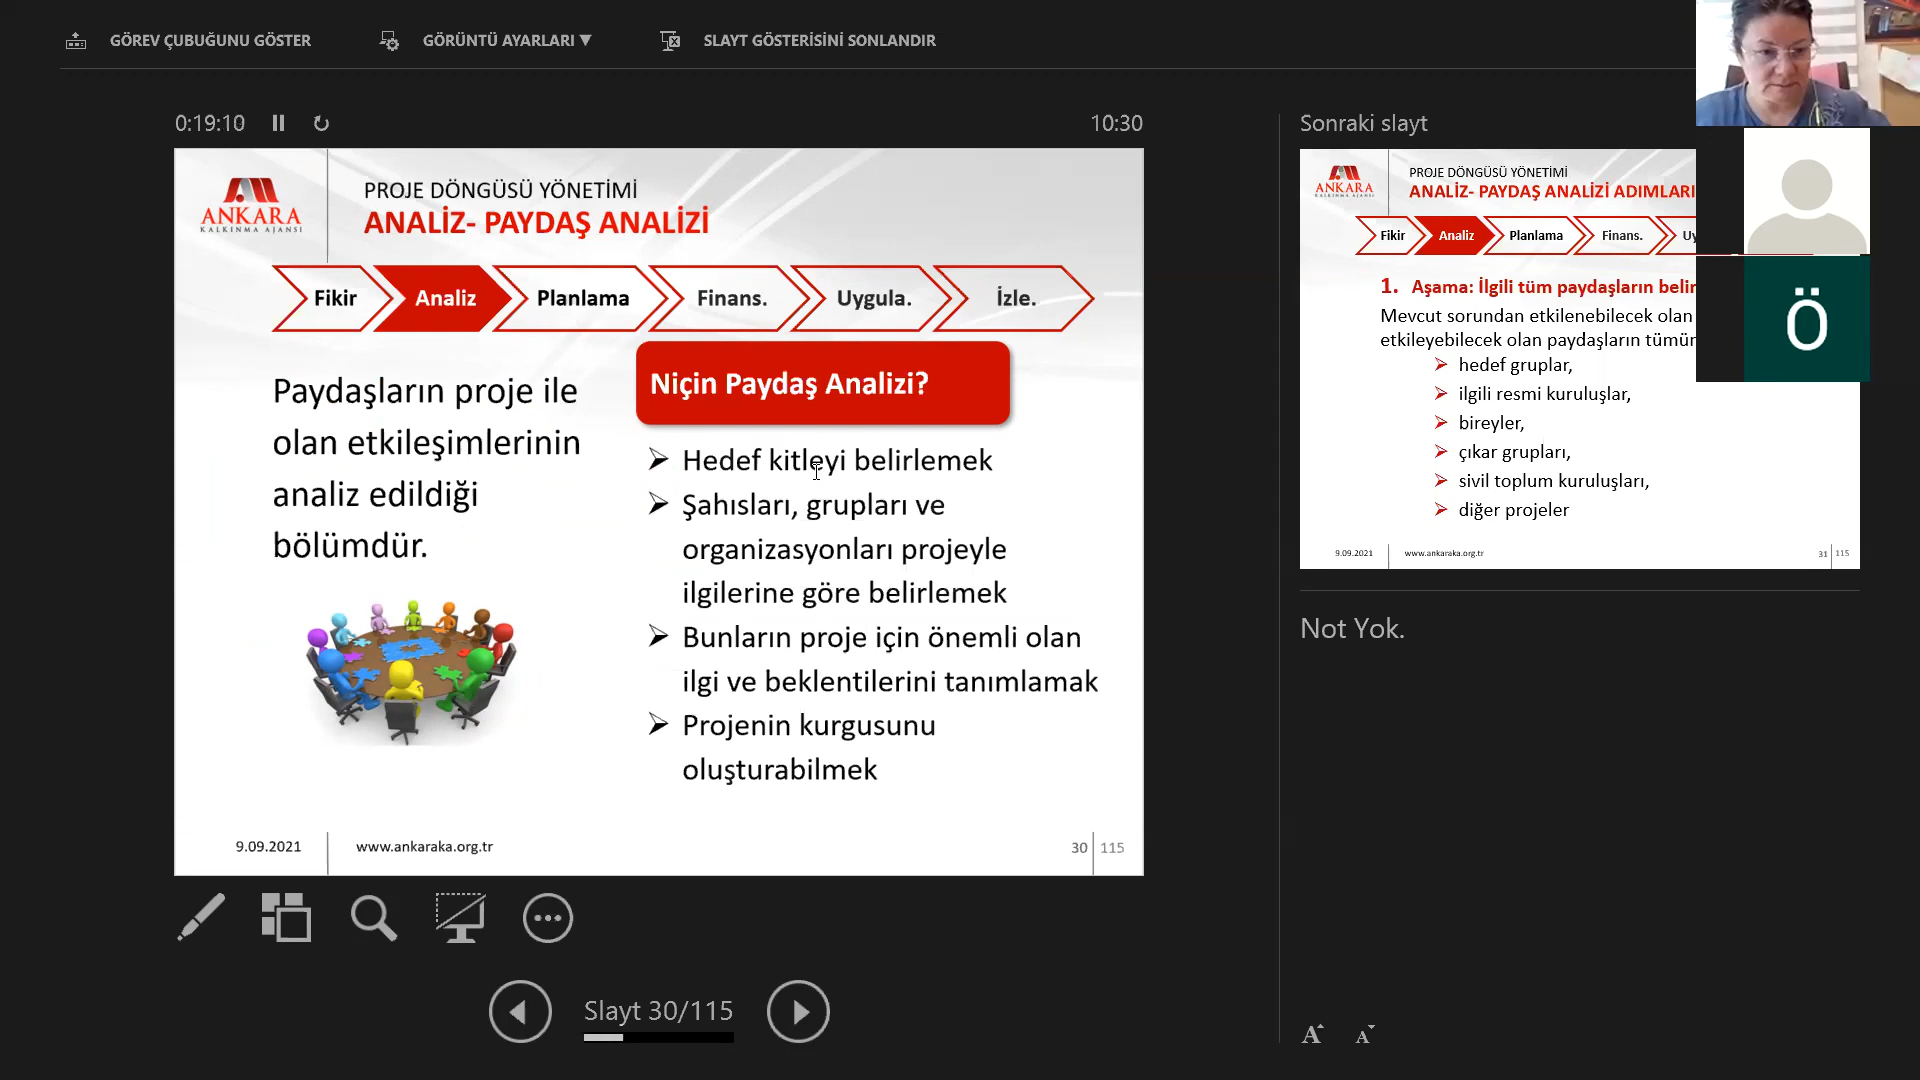 GÖREV ÇUBUĞUNU GÖSTER
GÖRÜNTÜ AYARLARI ▼
SLAYT GÖSTERİSİNİ SONLANDIR
0:19:10
10:30
ANKARA
KALKINMA AJANSI
PROJE DÖNGÜSÜ YÖNETİMİ
ANALİZ- PAYDAŞ ANALİZİ
Fikir
Analiz
Planlama
Finans.
Uygula.
İzle.
Paydaşların proje ile
olan etkileşimlerinin
analiz edildiği
bölümdür.
Niçin Paydaş Analizi?
➢ Hedef kitleyi belirlemek
➢ Şahısları, grupları ve
organizasyonları projeyle
ilgilerine göre belirlemek
➢ Bunların proje için önemli olan
ilgi ve beklentilerini tanımlamak
➢ Projenin kurgusunu
oluşturabilmek
9.09.2021
www.ankaraka.org.tr
30 115
Slayt 30/115
Sonraki slayt
ANKARA
KALKINMA AJANSI
PROJE DÖNGÜSÜ YÖNETİMİ
ANALİZ- PAYDAŞ ANALİZİ ADIMLARI
Fikir
Analiz
Planlama
Finans.
1. Aşama: İlgili tüm paydaşların
Mevcut sorundan etkilenebilecek olan
etkileyebilecek olan paydaşların
➢ hedef gruplar,
➢ ilgili resmi kuruluşlar,
➢ bireyler,
➢ çıkar grupları,
➢ sivil toplum kuruluşları,
➢ diğer projeler
9.09.2021
www.ankaraka.org.tr
31 115
Ö
Not Yok.
A A